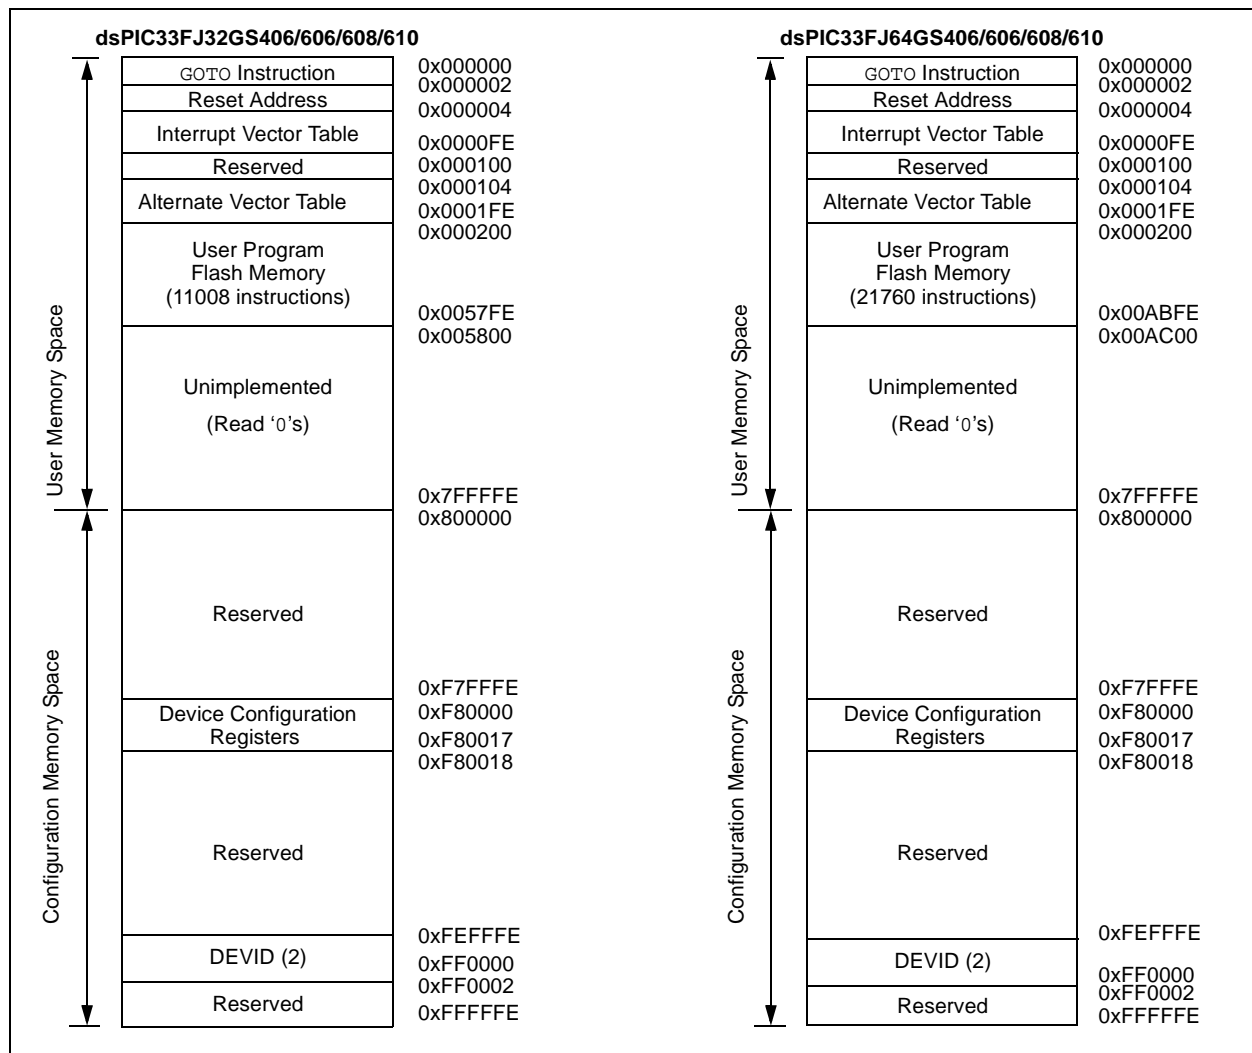 dsPIC33FJ32GS406/606/608/610
GOTO Instruction
0x000000
0x000002
Reset Address
0x000004
Interrupt Vector Table
0x0000FE
Reserved
0x000100
0x000104
Alternate Vector Table
0x0001FE
0x000200
User Program
Flash Memory
(11008 instructions)
0x0057FE
0x005800
Unimplemented
(Read ‘0’s)
User Memory Space
0x7FFFFE
0x800000
Reserved
0xF7FFFE
Device Configuration
Registers
0xF80000
0xF80017
0xF80018
Reserved
Configuration Memory Space
0xFEFFFE
DEVID (2)
0xFF0000
0xFF0002
Reserved
0xFFFFFE
dsPIC33FJ64GS406/606/608/610
GOTO Instruction
0x000000
0x000002
Reset Address
0x000004
Interrupt Vector Table
0x0000FE
Reserved
0x000100
0x000104
Alternate Vector Table
0x0001FE
0x000200
User Program
Flash Memory
(21760 instructions)
0x00ABFE
0x00AC00
Unimplemented
(Read ‘0’s)
User Memory Space
0x7FFFFE
0x800000
Reserved
0xF7FFFE
Device Configuration
Registers
0xF80000
0xF80017
0xF80018
Reserved
Configuration Memory Space
0xFEFFFE
DEVID (2)
0xFF0000
0xFF0002
Reserved
0xFFFFFE